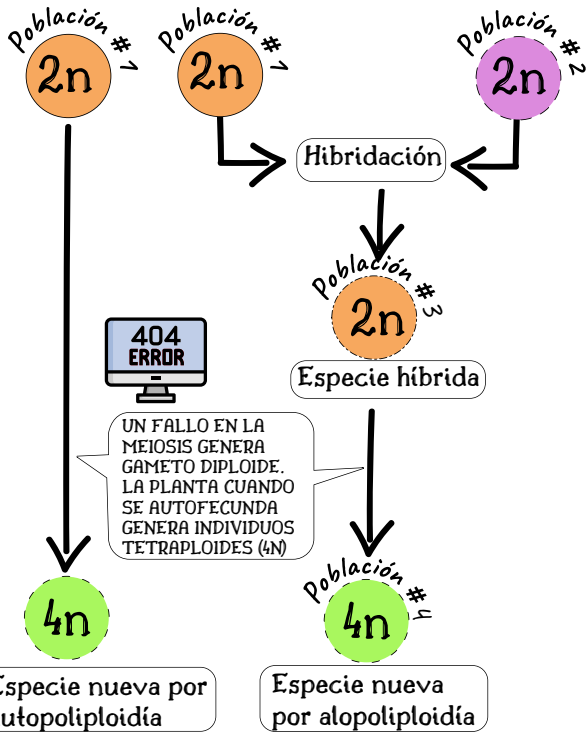 Población # 1
2n
Población # 1
2n
Población # 2
2n
Hibridación
Población # 3
2n
Especie híbrida
404
ERROR
UN FALLO EN LA
MEIOSIS GENERA
GAMETO DIPLOIDE.
LA PLANTA CUANDO
SE AUTOFECUNDA
GENERA INDIVIDUOS
TETRAPLOIDES (4N)
4n
Especie nueva por
utopoliploidía
Población # 4
4n
Especie nueva
por alopoliploidía